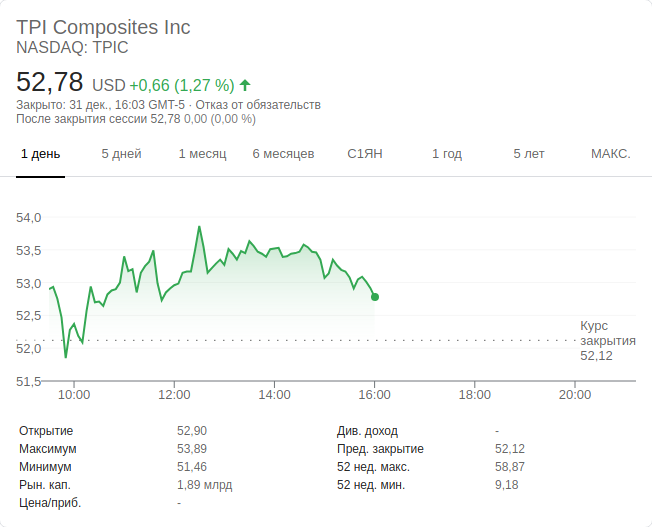 TPI Composites Inc
NASDAQ: TPIC
52,78 USD +0,66 (1,27 %)
Закрыто: 31 дек., 16:03 GMT-5 · Отказ от обязательств
После закрытия сессии 52,78 0,00 (0,00 %)
1 день 5 дней 1 месяц 6 месяцев С1ЯН 1 год 5 лет МАКС.
54,0
53,5
53,0
52,5
52,0
51,5
Курс
закрытия
52,12
10:00 12:00 14:00 16:00 18:00 20:00
Открытие 52,90 Див. доход -
Максимум 53,89 Пред. закрытие 52,12
Минимум 51,46 52 нед. макс. 58,87
Рын. кап. 1,89 млрд 52 нед. мин. 9,18
Цена/приб. -